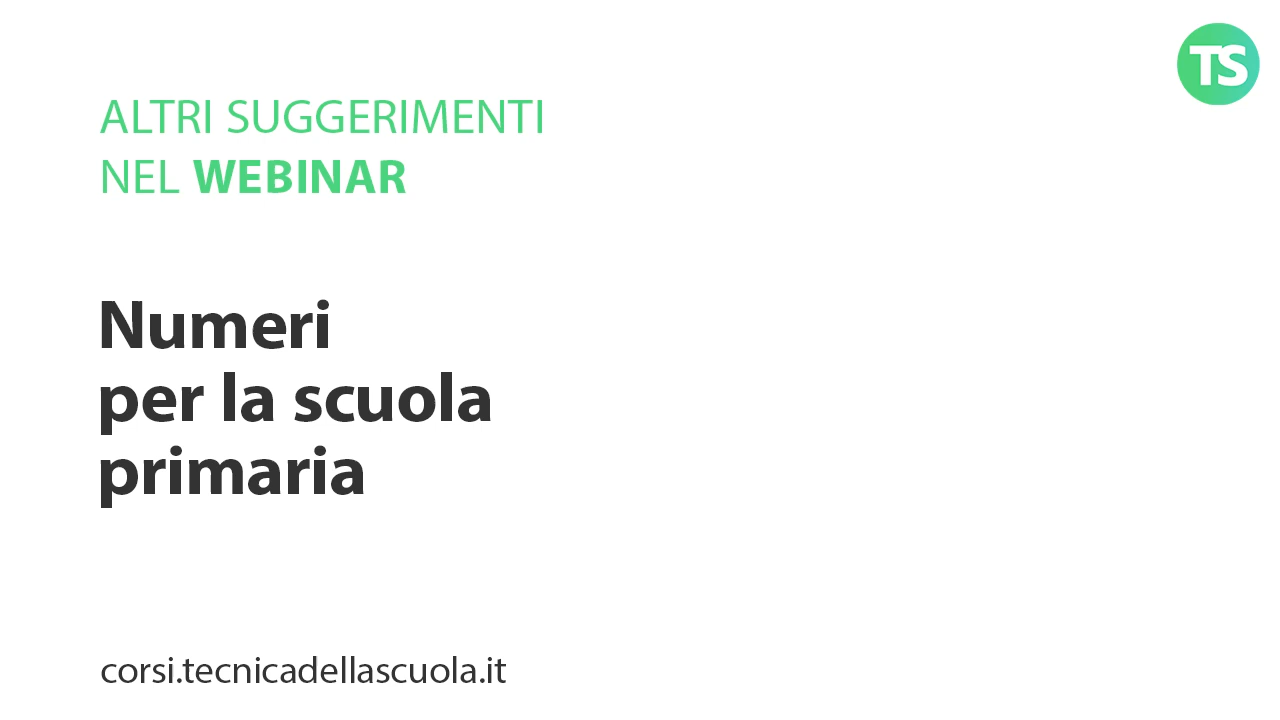 TS
ALTRI SUGGERIMENTI
NEL WEBINAR
Numeri
per la scuola
primaria
corsi.tecnicadellascuola.it